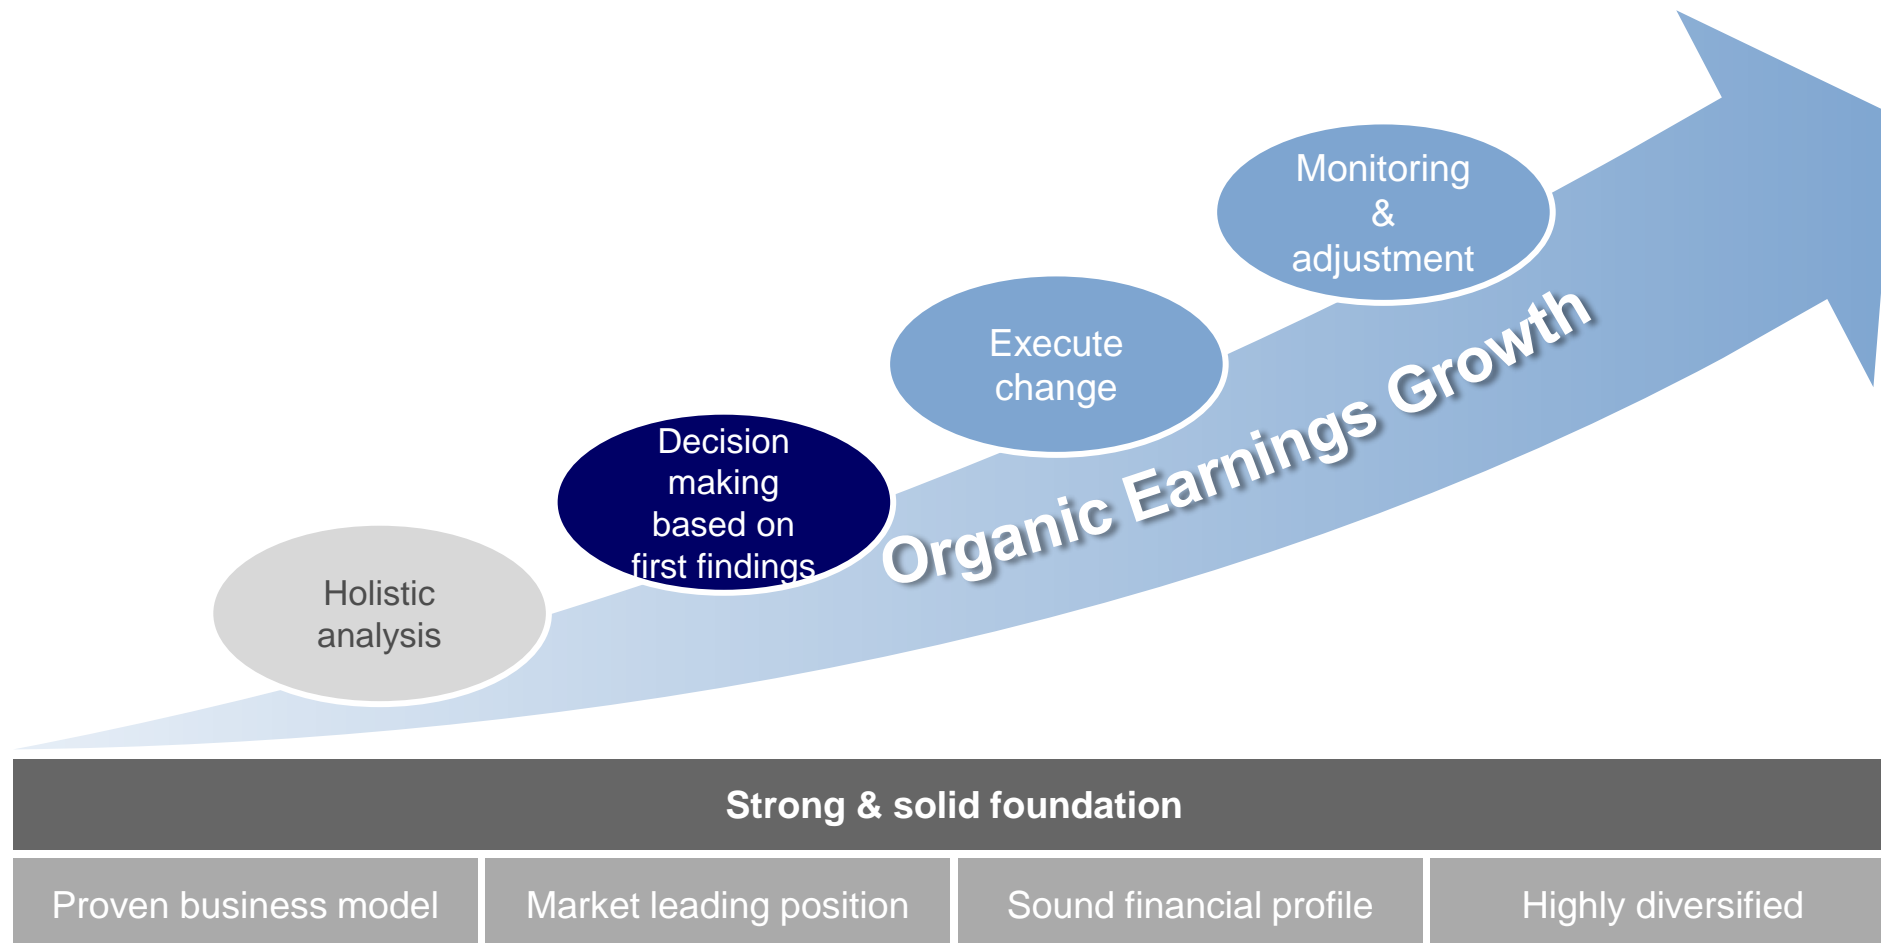 Monitoring
&
adjustment
Execute
change
Decision
making
based on
first findings
Holistic
analysis
Organic Earnings Growth
Strong & solid foundation
Proven business model
Market leading position
Sound financial profile
Highly diversified